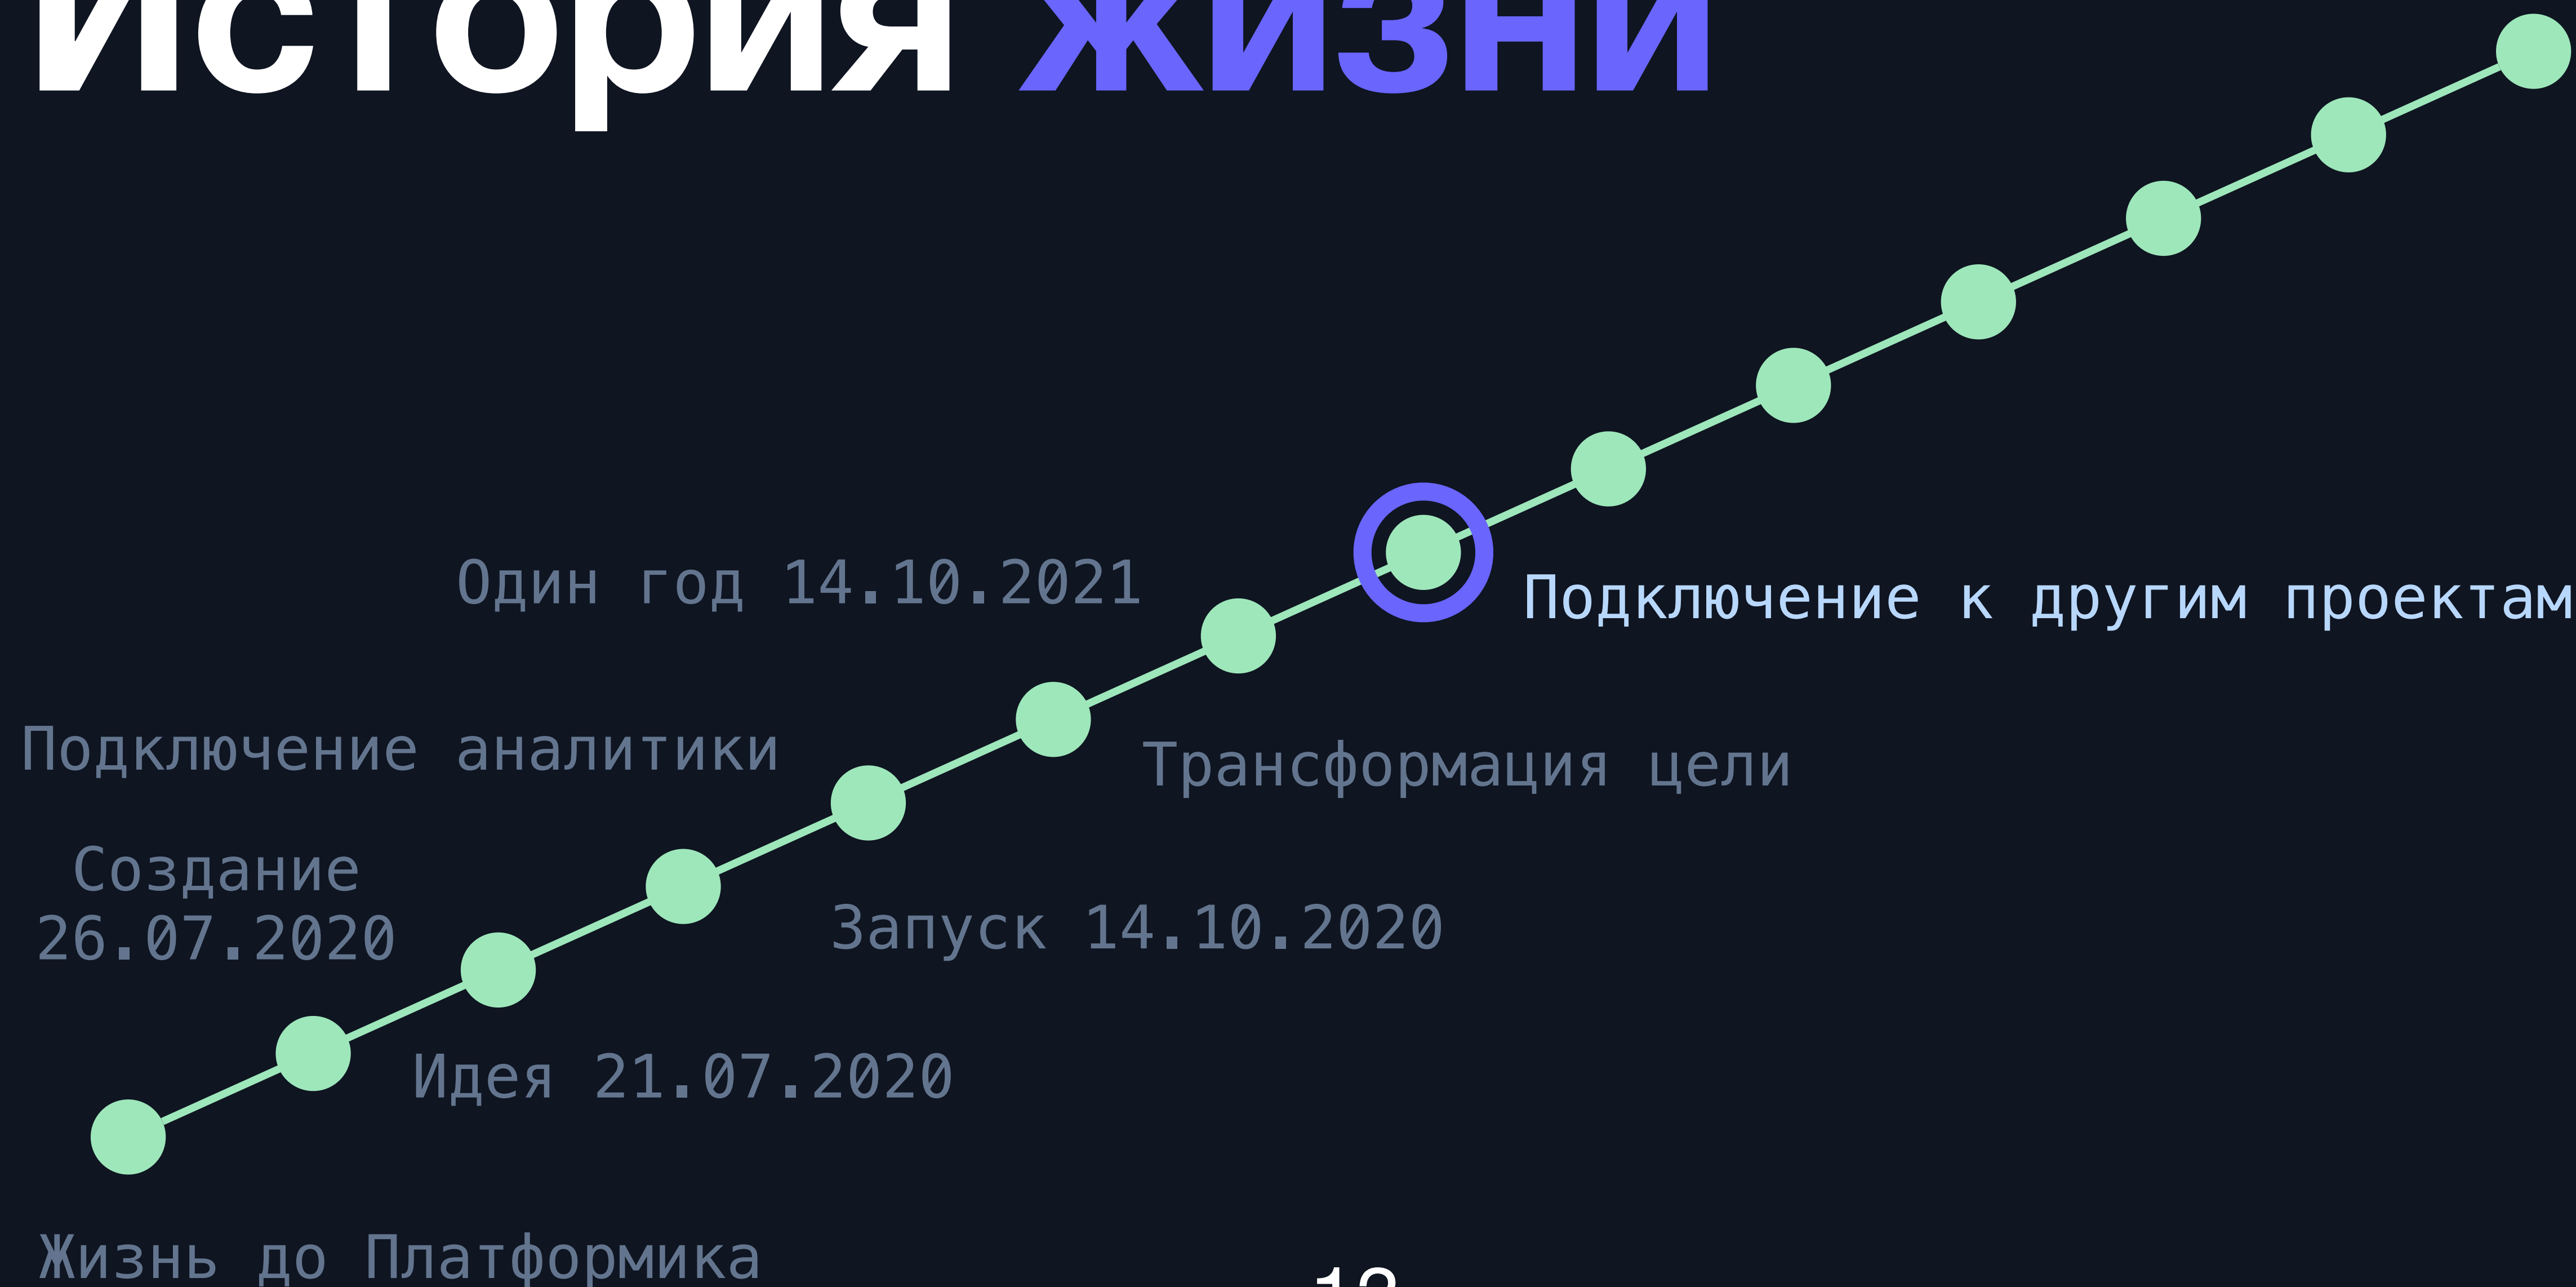 История жизни
Один год 14.10.2021
Подключение к другим проектам
Подключение аналитики
Трансформация цели
Создание
26.07.2020
Запуск 14.10.2020
Идея 21.07.2020
Жизнь до Платформика